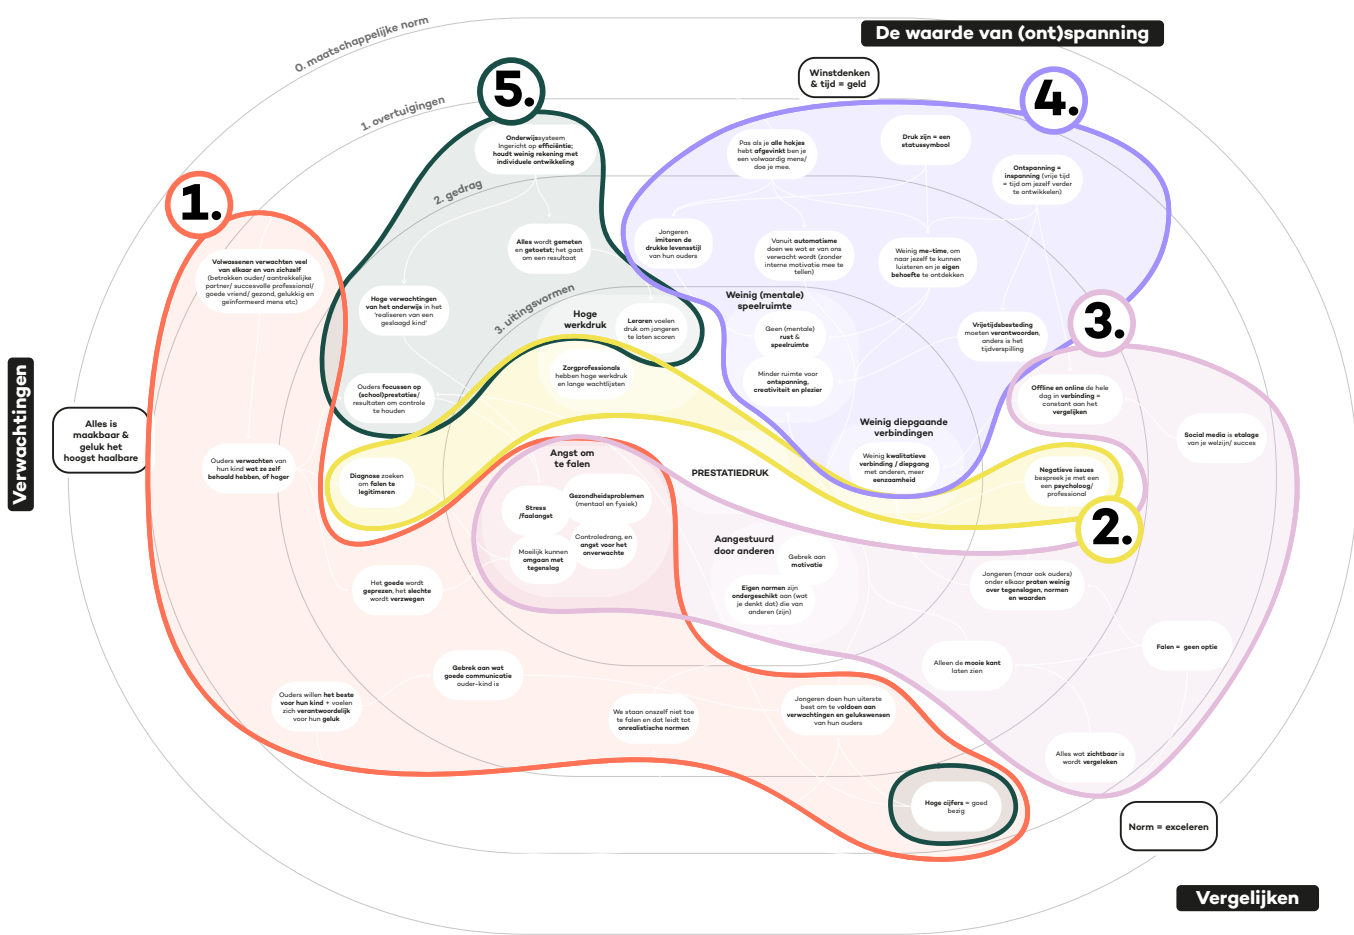 De waarde van (ont)spanning
0. maatschappelijke norm
Winstdenken
& tijd = geld
5.
4.
1. overtuigingen
Onderwijssysteem
Ingericht op efficiëntie;
houdt weinig rekening met
individuele ontwikkeling
Pas als je alle hokjes
hebt afgevinkt ben je
een volwaardig mens/
doe je mee.
Druk zijn = een
statussymbool
Ontspanning =
inspanning (vrije tijd
= tijd om jezelf verder
te ontwikkelen)
2. gedrag
1.
Alles wordt gemeten
en getoetst; het gaat
om een resultaat
Jongeren
imiteren de
drukke levensstijl
van hun ouders
Vanuit automatisme
doen we wat er van ons
verwacht wordt (zonder
interne motivatie mee te
tellen)
Weinig me-time, om
naar jezelf te kunnen
luisteren en je eigen
behoefte te ontdekken
Volwassenen verwachten veel
van elkaar en van zichzelf
(betrokken ouder/ aantrekkelijke
partner/ succesvolle professional/
goede vriend/ gezond, gelukkig en
geïnformeerd mens etc)
Hoge verwachtingen
van het onderwijs in het
'realiseren van een
geslaagd kind'
3. uitingsvormen
Hoge
werkdruk
Leraren voelen
druk om jongeren
te laten scoren
Weinig (mentale)
speelruimte
Geen (mentale)
rust &
speelruimte
Vrijetijdsbesteding
moeten verantwoorden,
anders is het
tijdverspilling
3.
Zorgprofessionals
hebben hoge werkdruk
en lange wachtlijsten
Minder ruimte voor
ontspanning,
creativiteit en plezier
Ouders focussen op
(school)prestaties/
resultaten om controle
te houden
Offline en online de hele
dag in verbinding =
constant aan het
vergelijken
Verwachtingen
Alles is
maakbaar &
geluk het
hoogst haalbare
Weinig diepgaande
verbindingen
Social media is etalage
van je welzijn/ succes
Ouders verwachten van
hun kind wat ze zelf
behaald hebben, of hoger
Diagnose zoeken
om falen te
legitimeren
Angst om
te falen
PRESTATIEDRUK
Weinig kwalitatieve
verbinding / diepgang
met anderen, meer
eenzaamheid
Negatieve issues
bespreek je met een
een psycholoog/
professional
Gezondheidsproblemen
(mentaal en fysiek)
Stress
/faalangst
2.
Controledrang, en
angst voor het
onverwachte
Moeilijk kunnen
omgaan met
tegenslag
Aangestuurd
door anderen
Gebrek aan
motivatie
Het goede wordt
geprezen, het slechte
wordt verzwegen
Eigen normen zijn
ondergeschikt aan (wat
je denkt dat) die van
anderen (zijn)
Jongeren (maar ook ouders)
onder elkaar praten weinig
over tegenslagen, normen
en waarden
Falen = geen optie
Gebrek aan wat
goede communicatie
ouder-kind is
Alleen de mooie kant
laten zien
Ouders willen het beste
voor hun kind + voelen
zich verantwoordelijk
voor hun geluk
We staan onszelf niet toe
te falen en dat leidt tot
onrealistische normen
Jongeren doen hun uiterste
best om te voldoen aan
verwachtingen en gelukswensen
van hun ouders
Alles wat zichtbaar is
wordt vergeleken
Hoge cijfers = goed
bezig
Norm = exceleren
Vergelijken